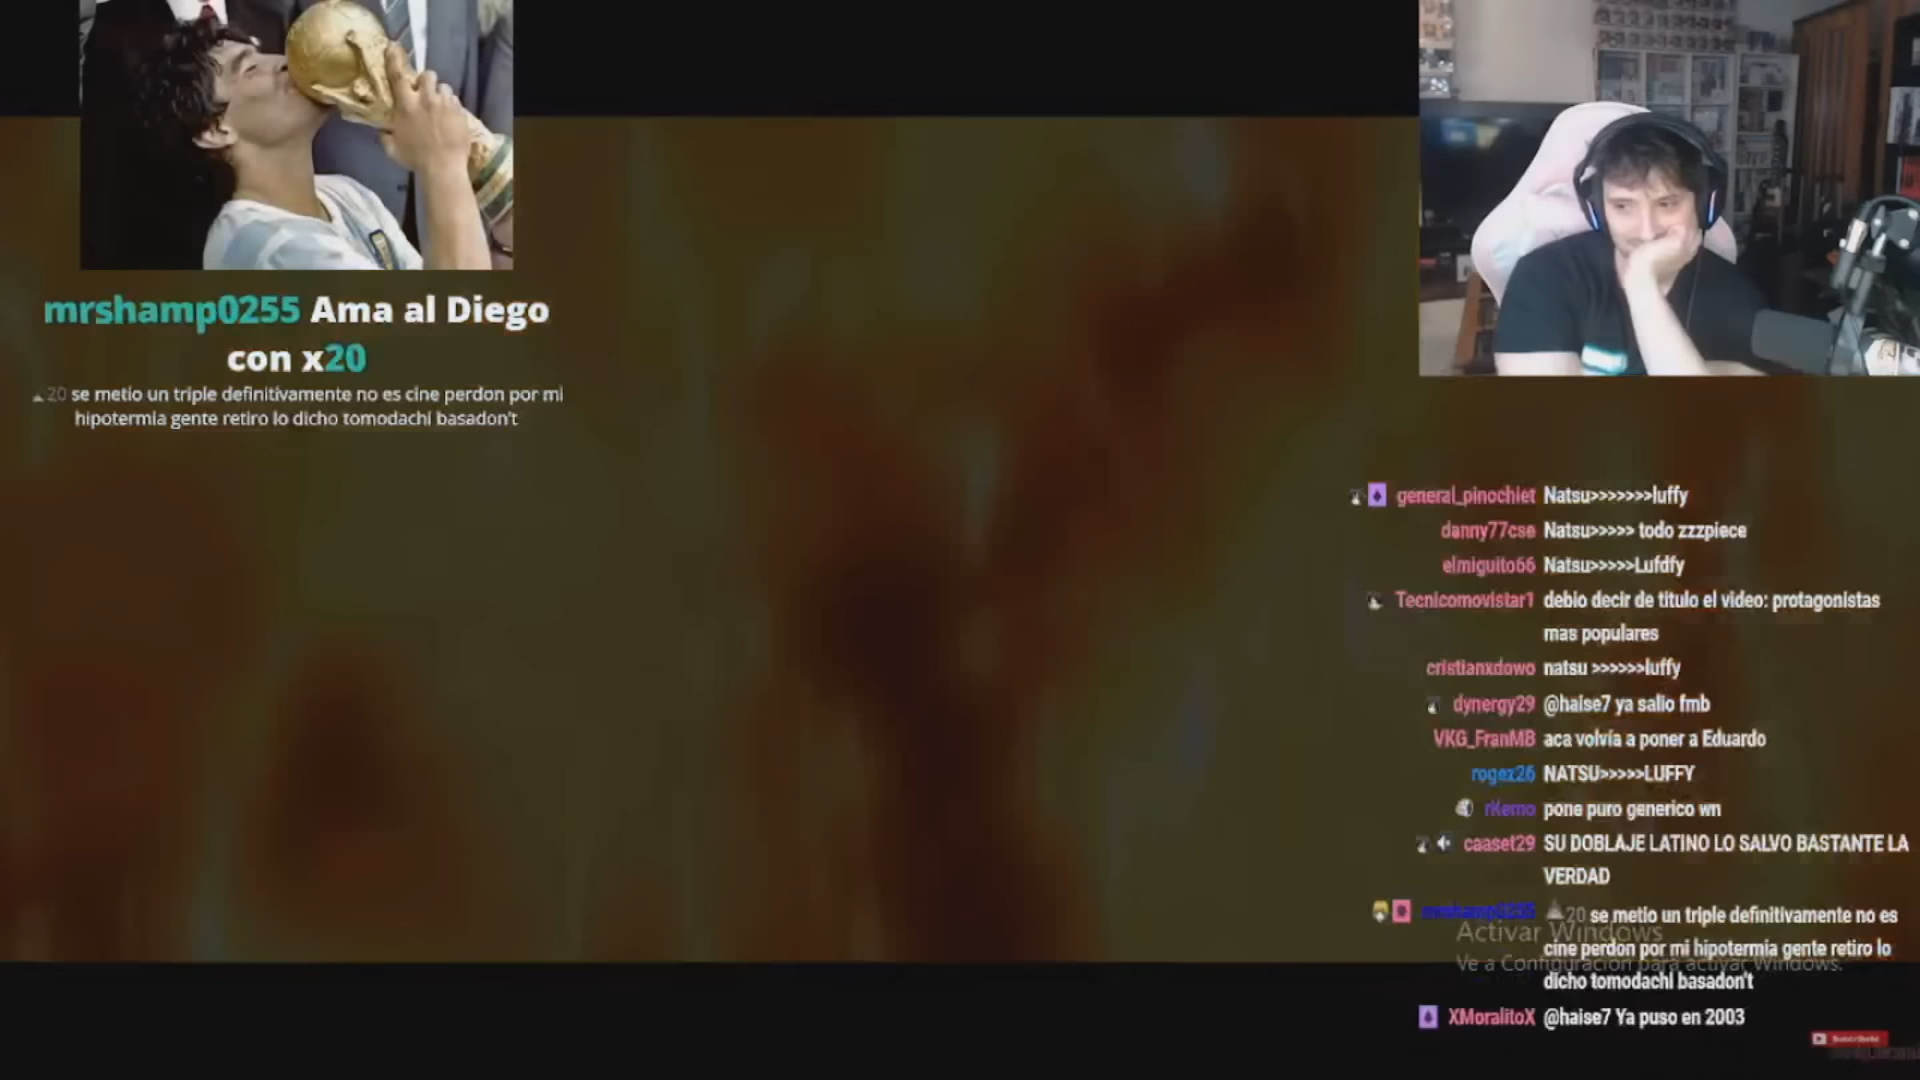 mrshamp0255 Ama al Diego
con x20
20 se metio un triple definitivamente no es cine perdon por mi
hipotermia gente retiro lo dicho tomodachi basadon't
general_pinochiet Natsu>>>>>>>luffy
danny77cse Natsu>>>>> todo zzzpiece
elmiguito66 Natsu>>>>>Lufdfy
Tecnicomovistar1 debio decir de titulo el video: protagonistas
mas populares
cristianxdowo natsu >>>>>>luffy
dynergy29 @haise7 ya salio fmb
VKG_FranMB aca volvia a poner a Eduardo
rogez26 NATSU>>>>>LUFFY
rKemo pone puro generico wn
caaset29 SU DOBLAJE LATINO LO SALVO BASTANTE LA
VERDAD
mrshamp0255 20 se metio un triple definitivamente no es
Activar Windows
cine perdon por mi hipotermia gente retiro lo
Ve a Configuración para activar Windows.
dicho tomodachi basadon't
XMoralitoX @haise7 Ya puso en 2003